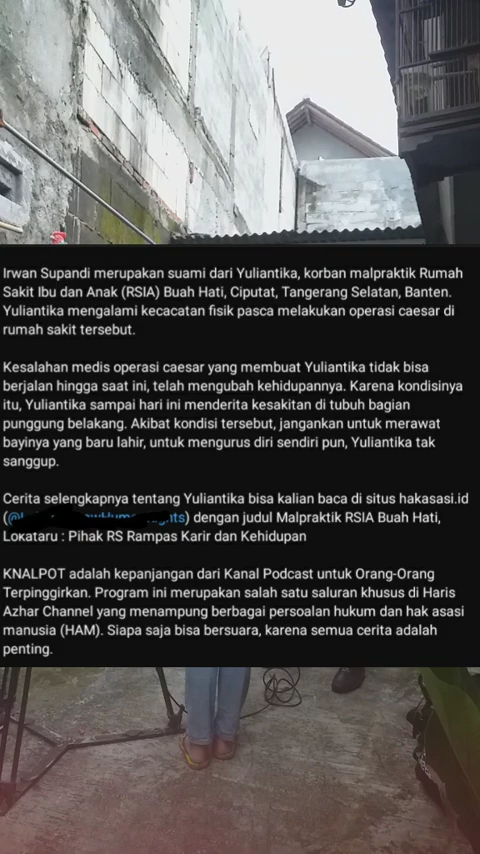 Irwan Supandi merupakan suami dari Yuliantika, korban malpraktik Rumah
Sakit Ibu dan Anak (RSIA) Buah Hati, Ciputat, Tangerang Selatan, Banten.
Yuliantika mengalami kecacatan fisik pasca melakukan operasi caesar di
rumah sakit tersebut.
Kesalahan medis operasi caesar yang membuat Yuliantika tidak bisa
berjalan hingga saat ini, telah mengubah kehidupannya. Karena kondisinya
itu, Yuliantika sampai hari ini menderita kesakitan di tubuh bagian
punggung belakang. Akibat kondisi tersebut, jangankan untuk merawat
bayinya yang baru lahir, untuk mengurus diri sendiri pun, Yuliantika tak
sanggup.
Cerita selengkapnya tentang Yuliantika bisa kalian baca di situs hakasasi.id
dengan judul Malpraktik RSIA Buah Hati,
Lokataru : Pihak RS Rampas Karir dan Kehidupan
KNALPOT adalah kepanjangan dari Kanal Podcast untuk Orang-Orang
Terpinggirkan. Program ini merupakan salah satu saluran khusus di Haris
Azhar Channel yang menampung berbagai persoalan hukum dan hak asasi
manusia (HAM). Siapa saja bisa bersuara, karena semua cerita adalah
penting.